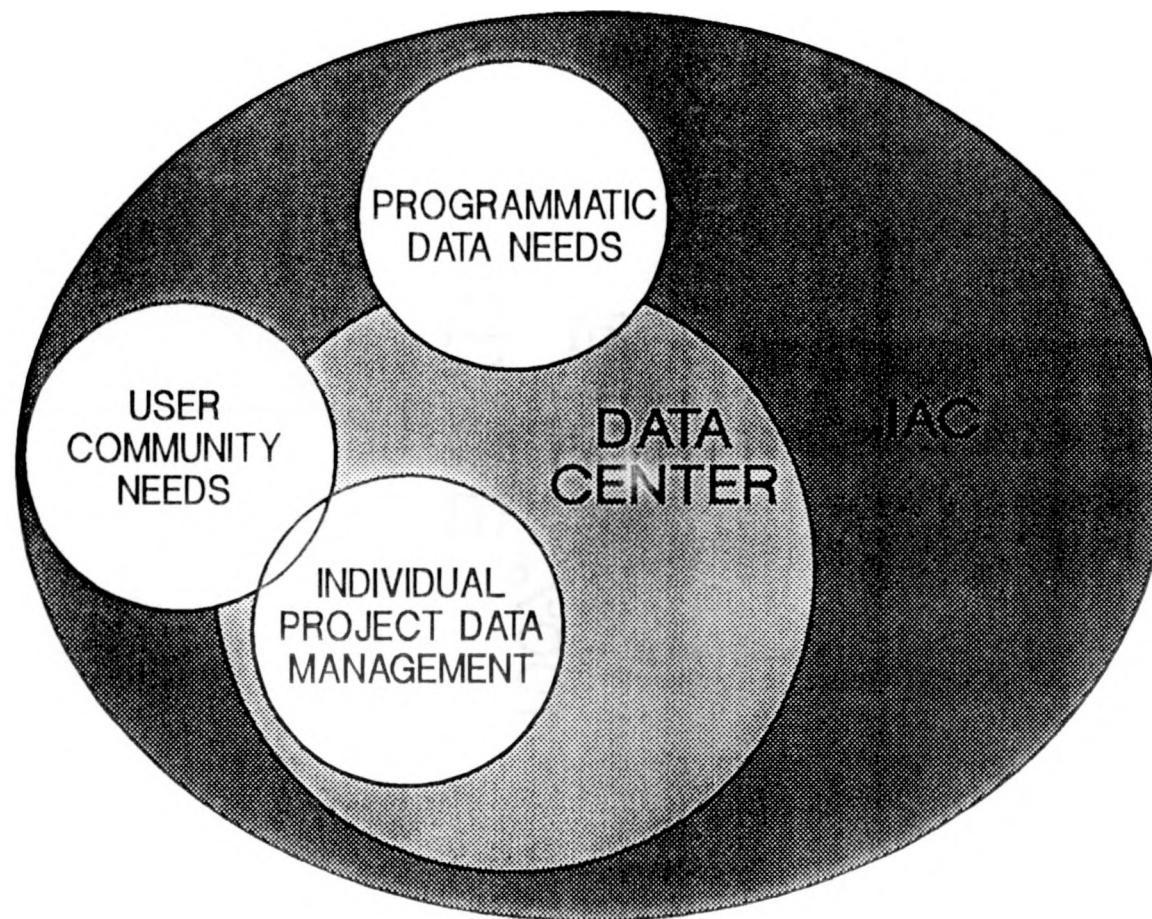 PROGRAMMATIC
DATA NEEDS
USER
COMMUNITY
NEEDS
DATA
CENTER
IAC
INDIVIDUAL
PROJECT DATA
MANAGEMENT